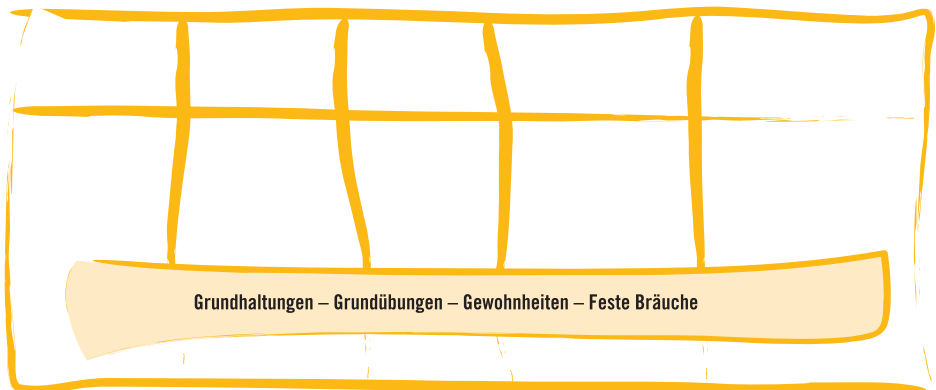 Grundhaltungen – Grundübungen – Gewohnheiten – Feste Bräuche